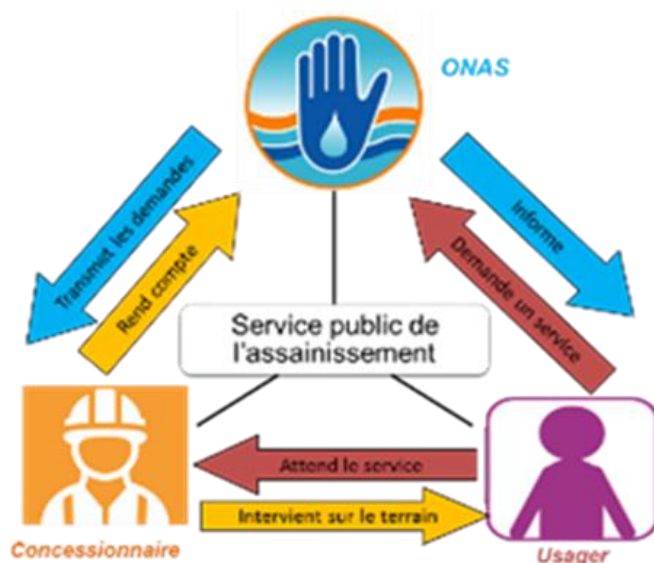 ONAS
Transmet les demandes
Rend compte
Informe
Demande un service
Service public de
l'assainissement
Attend le service
Intervient sur le terrain
Concessionnaire
Usager